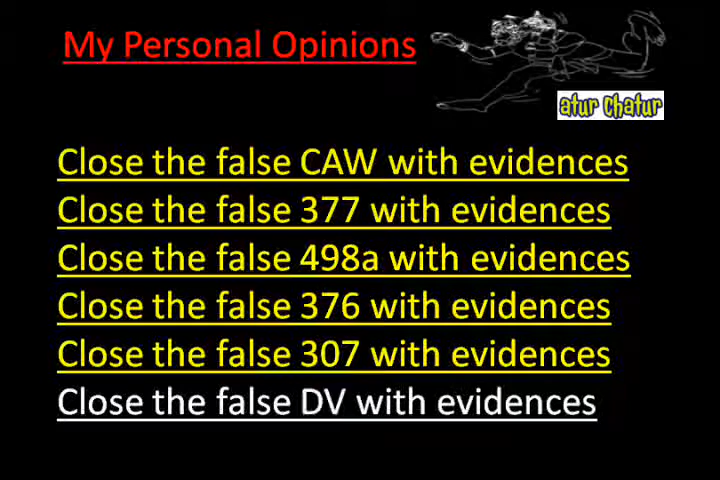 My Personal Opinions
atur Chatur
Close the false CAW with evidences
Close the false 377 with evidences
Close the false 498a with evidences
Close the false 376 with evidences
Close the false 307 with evidences
Close the false DV with evidences